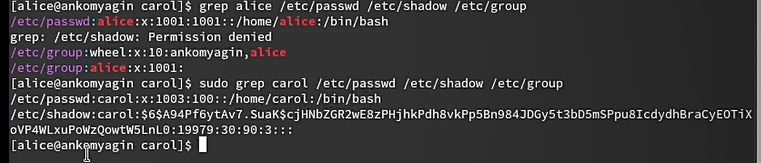 [alice@ankomyagin carol]$ grep alice /etc/passwd /etc/shadow /etc/group
/etc/passwd:alice:x:1001:1001::/home/alice:/bin/bash
grep: /etc/shadow: Permission denied
/etc/group:wheel:x:10:ankomyagin,alice
/etc/group:alice:x:1001:
[alice@ankomyagin carol]$ sudo grep carol /etc/passwd /etc/shadow /etc/group
/etc/passwd:carol:x:1003:100::/home/carol:/bin/bash
/etc/shadow:carol:$6$A94Pf6ytAv7.SuaK$cjHNbZGR2wE8zPHjhkPdh8vkPp5Bn984JDGy5t3bD5mSPpu8IcdydhBraCyEOTiX
oVP4WLxuPoWzQowtW5LnL0:19979:30:90:3:::
[alice@ankomyagin carol]$